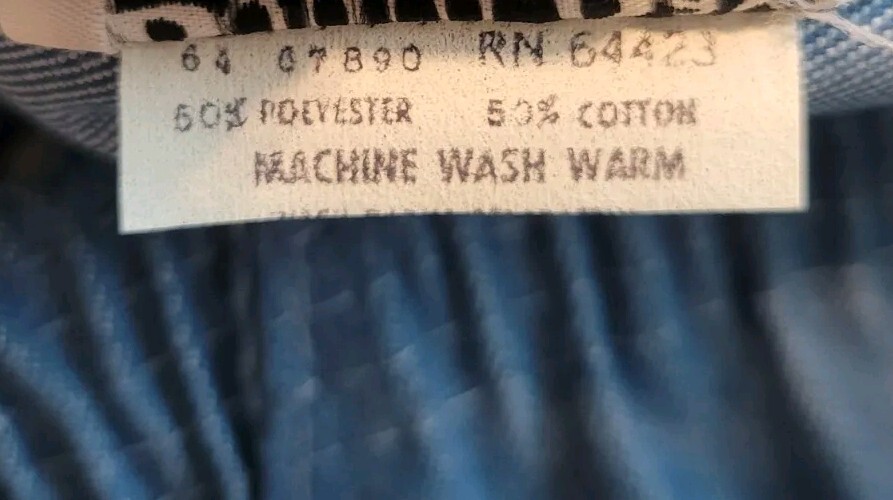 64 07890 RN 64423
50% POLYESTER 50% COTTON
MACHINE WASH WARM